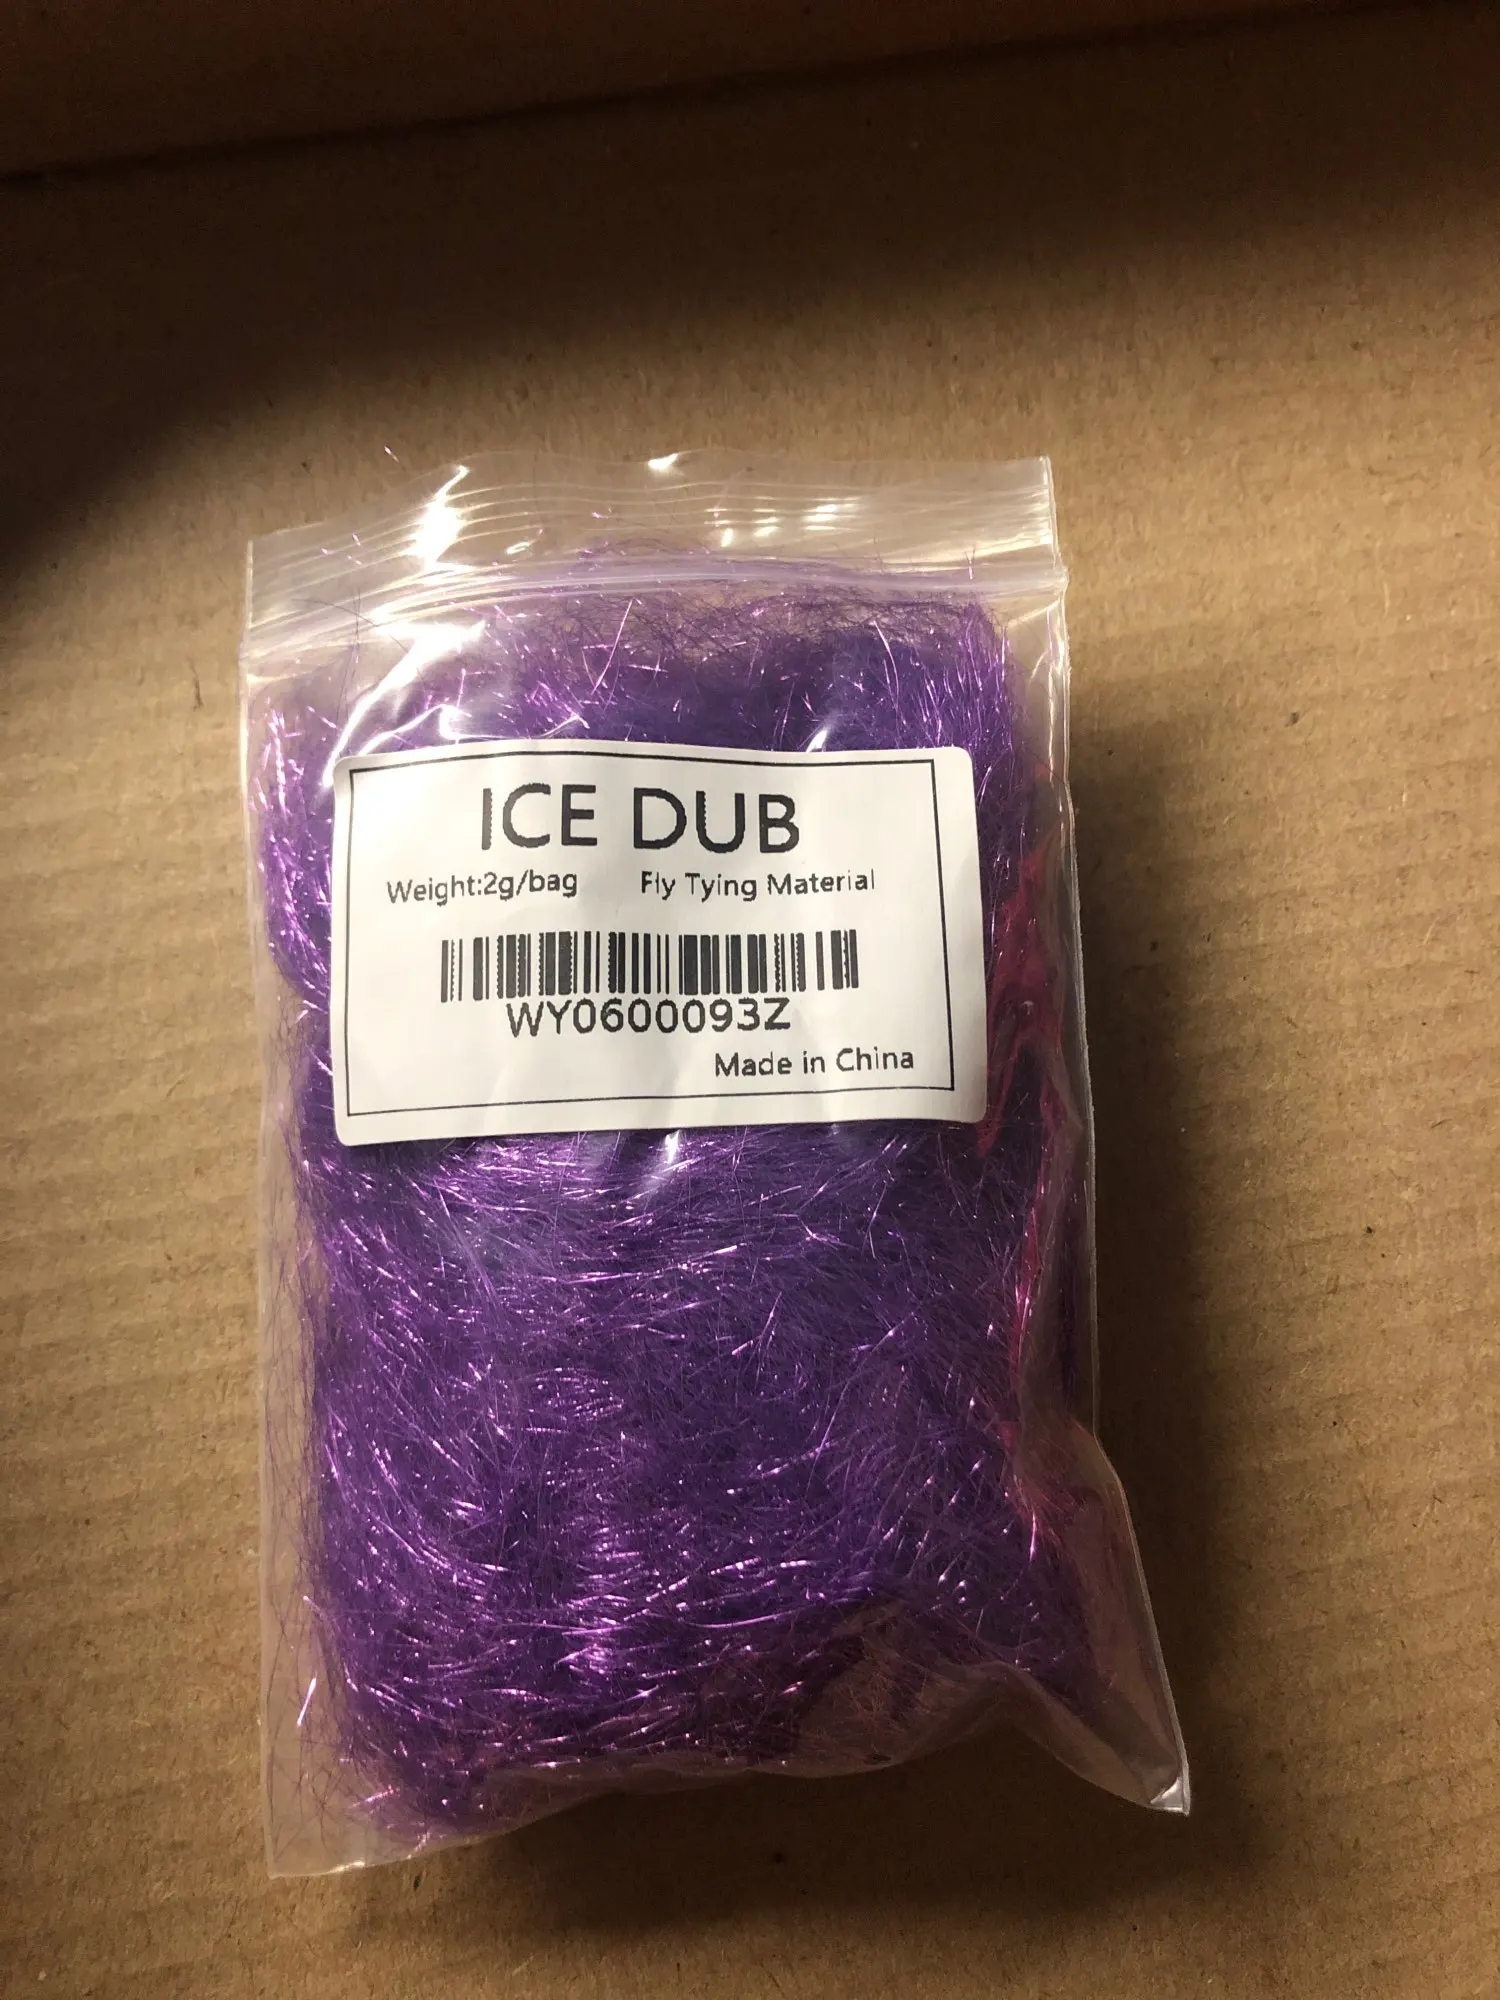 ICE DUB
Weight:2g/bag Fly Tying Material
WY0600093Z
Made in China